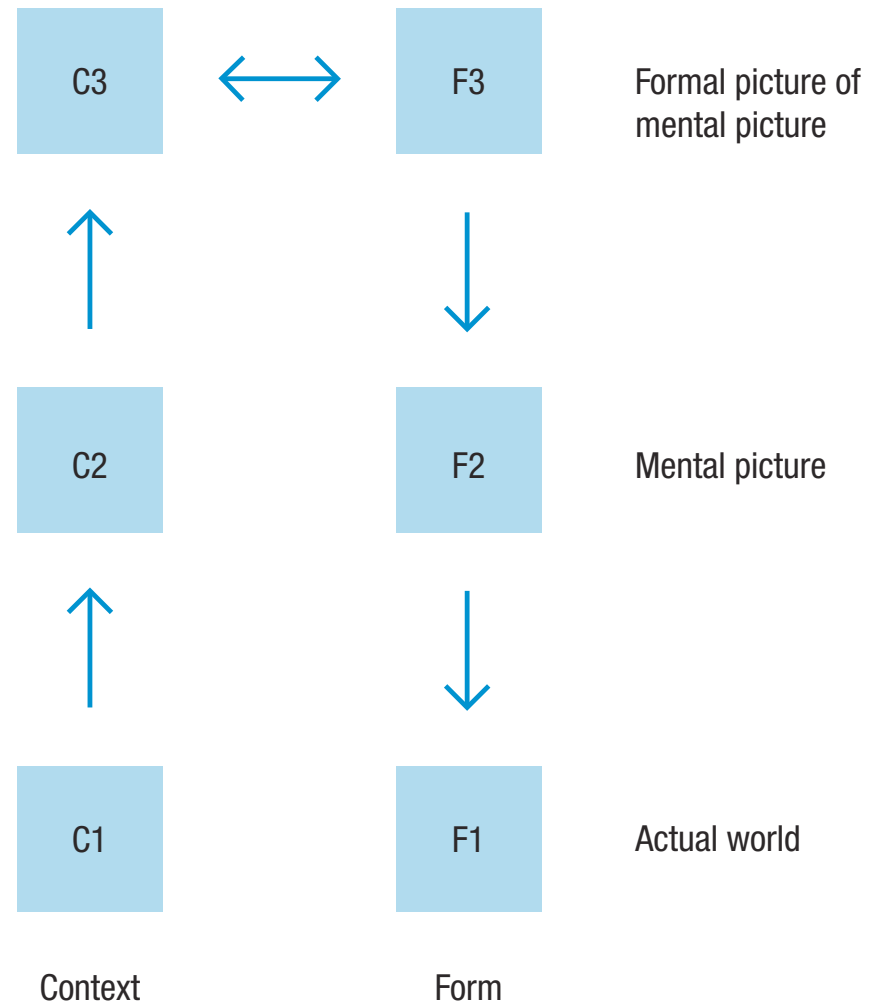 C3
F3
Formal picture of
mental picture
C2
F2
Mental picture
C1
F1
Actual world
Context
Form